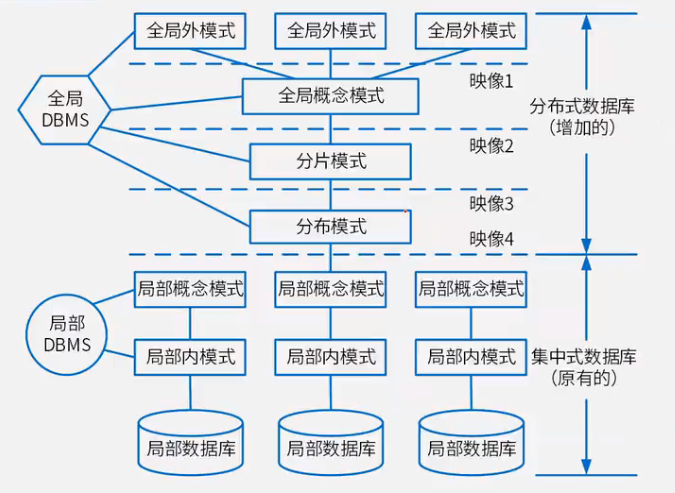 全局外模式
全局外模式
全局外模式
映像1
全局
DBMS
全局概念模式
分布式数据库
（增加的）
映像2
分片模式
映像3
分布模式
映像4
局部概念模式
局部概念模式
局部概念模式
局部
DBMS
局部内模式
局部内模式
局部内模式
集中式数据库
（原有的）
局部数据库
局部数据库
局部数据库